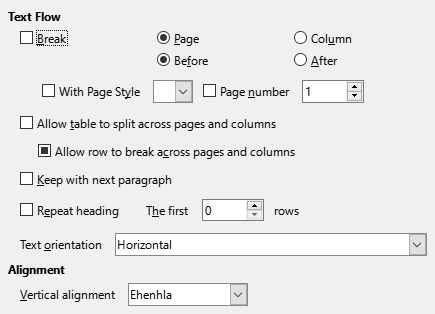 Text Flow
Break Page Column
Before After
With Page Style Page number 1
Allow table to split across pages and columns
Allow row to break across pages and columns
Keep with next paragraph
Repeat heading The first 0 rows
Text orientation Horizontal
Alignment
Vertical alignment Ehenhla